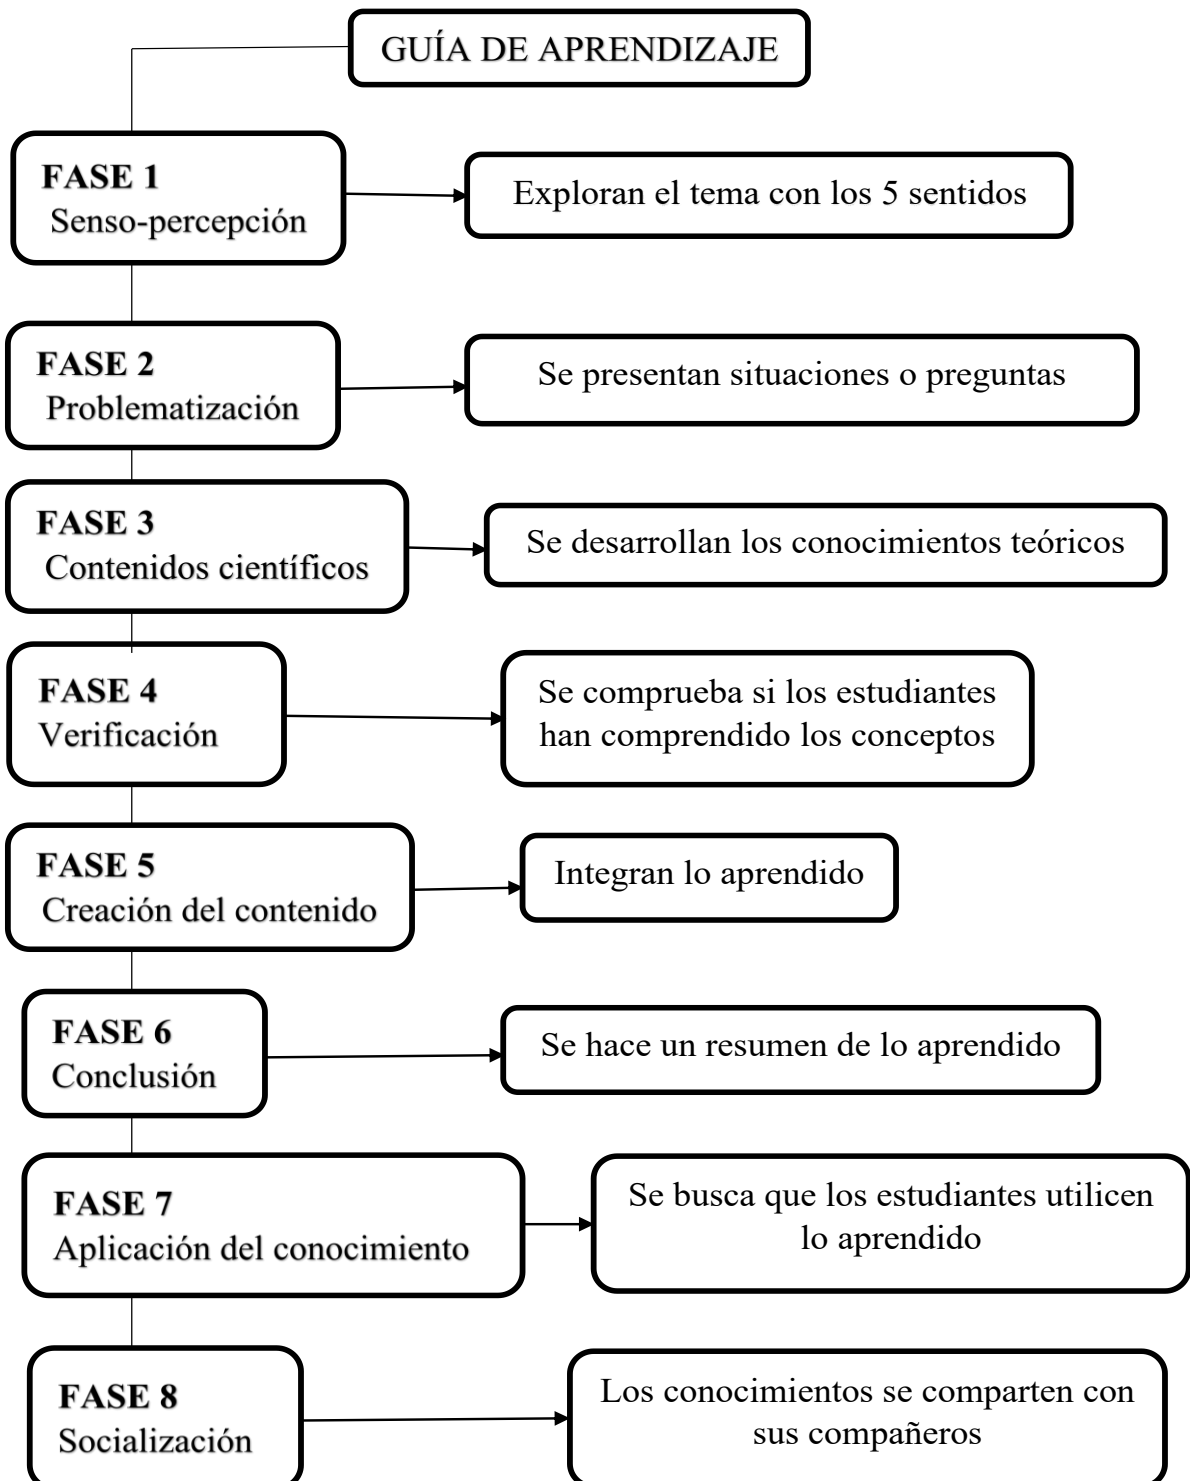 GUÍA DE APRENDIZAJE
FASE 1
Senso-percepción
Exploran el tema con los 5 sentidos
FASE 2
Problematización
Se presentan situaciones o preguntas
FASE 3
Contenidos científicos
Se desarrollan los conocimientos teóricos
FASE 4
Verificación
Se comprueba si los estudiantes
han comprendido los conceptos
FASE 5
Creación del contenido
Integran lo aprendido
FASE 6
Conclusión
Se hace un resumen de lo aprendido
FASE 7
Aplicación del conocimiento
Se busca que los estudiantes utilicen
lo aprendido
FASE 8
Socialización
Los conocimientos se comparten con
sus compañeros